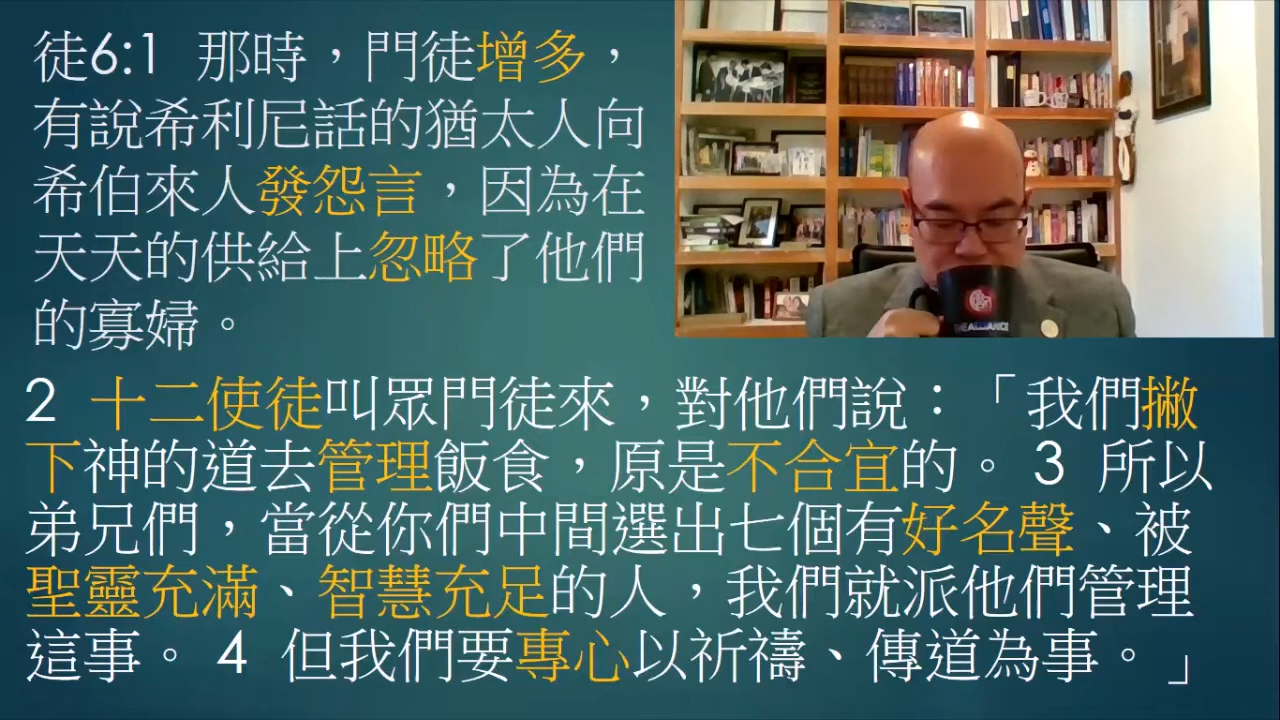 徒6:1 那時，門徒增多，
有說希利尼話的猶太人向
希伯來人發怨言，因為在
天天的供給上忽略了他們
的寡婦。
2 十二使徒叫眾門徒來，對他們說：「我們撇
下神的道去管理飯食，原是不合宜的。 3 所以
弟兄們，當從你們中間選出七個有好名聲、被
聖靈充滿、智慧充足的人，我們就派他們管理
這事。 4 但我們要專心以祈禱、傳道為事。」
THE ALLIANCE